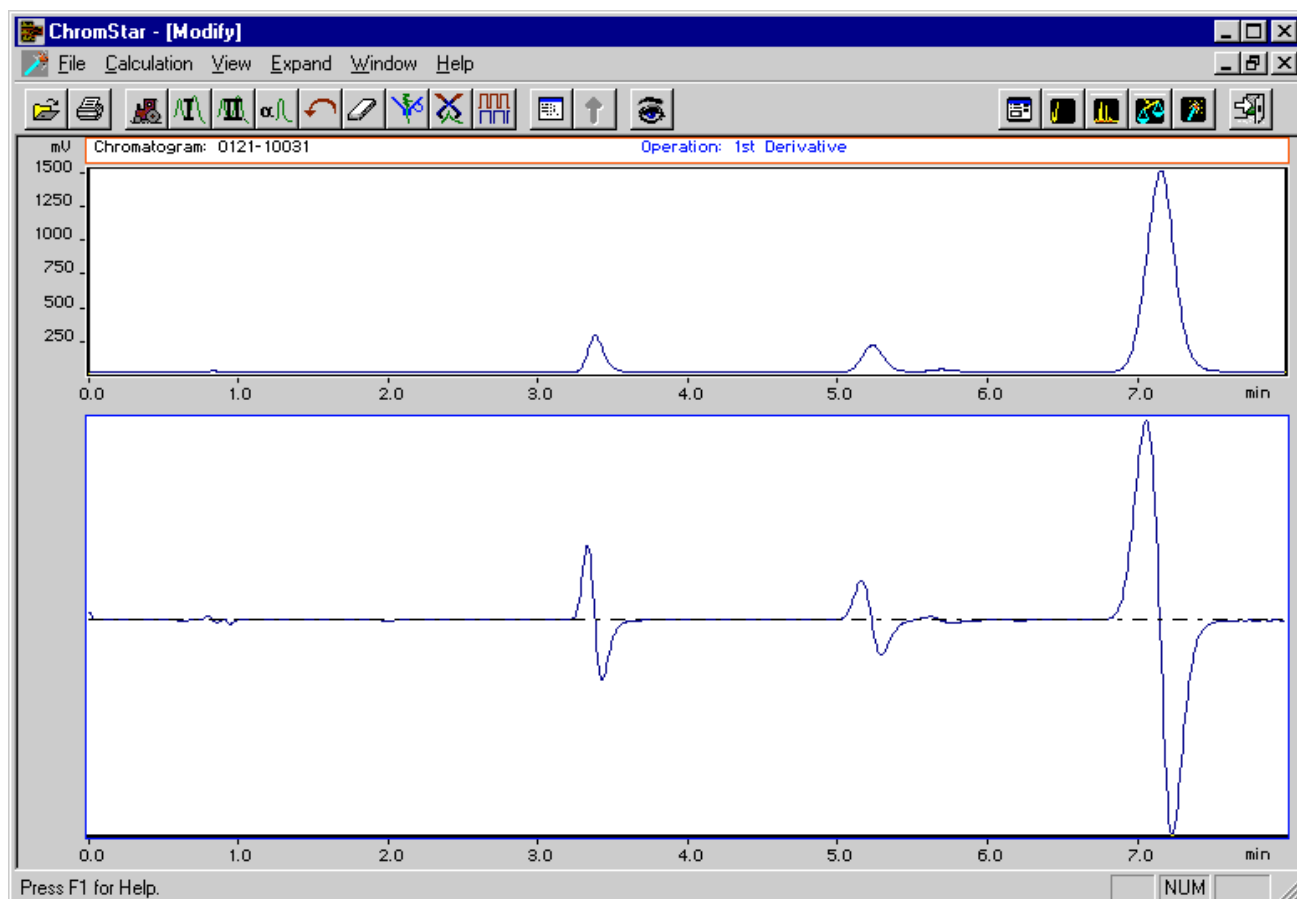 ChromStar - [Modify]
File Calculation View Expand Window Help
mV Chromatogram: 0121-10031 Operation: 1st Derivative
1500
1250
1000
750
500
250
0.0 1.0 2.0 3.0 4.0 5.0 6.0 7.0 min
0.0 1.0 2.0 3.0 4.0 5.0 6.0 7.0 min
Press F1 for Help. NUM